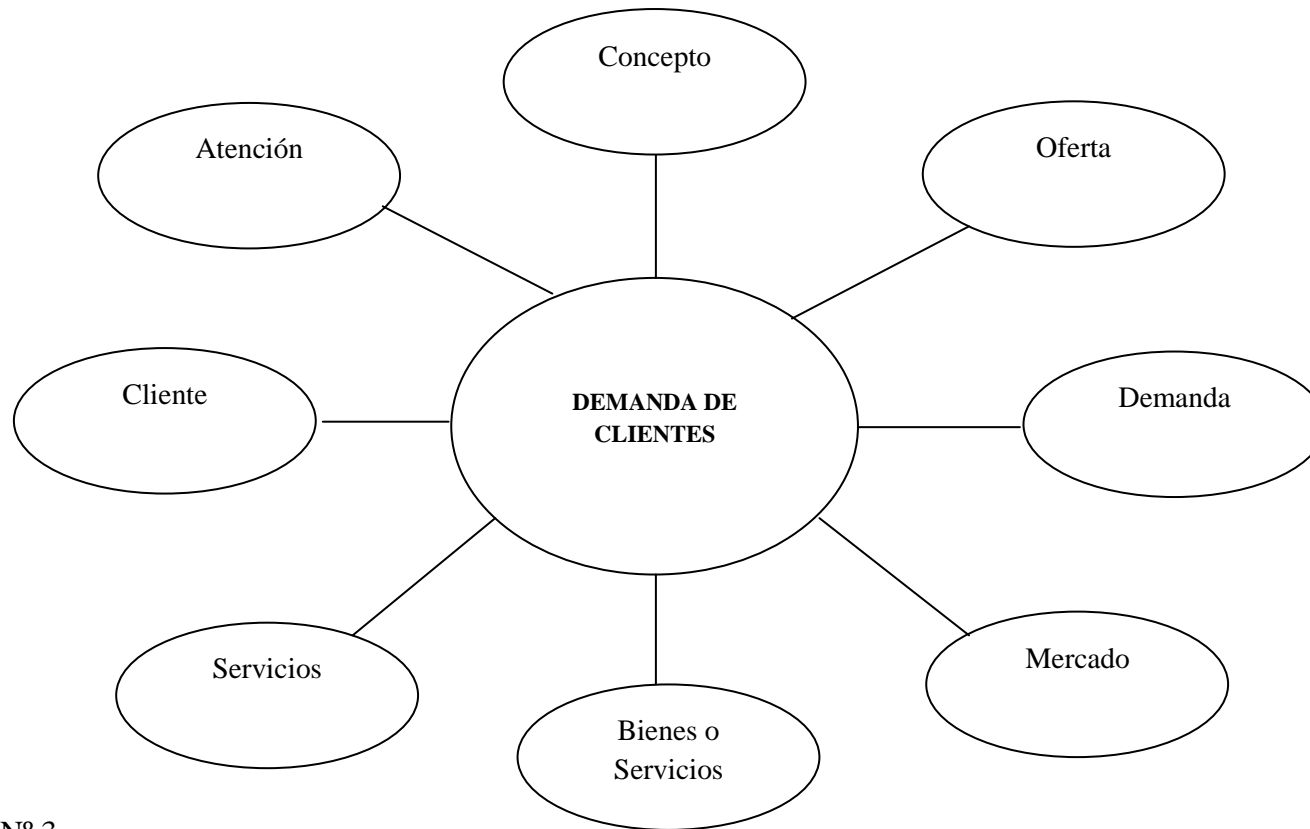 Concepto
Atención
Oferta
Cliente
DEMANDA DE
CLIENTES
Demanda
Servicios
Mercado
Bienes o
Servicios